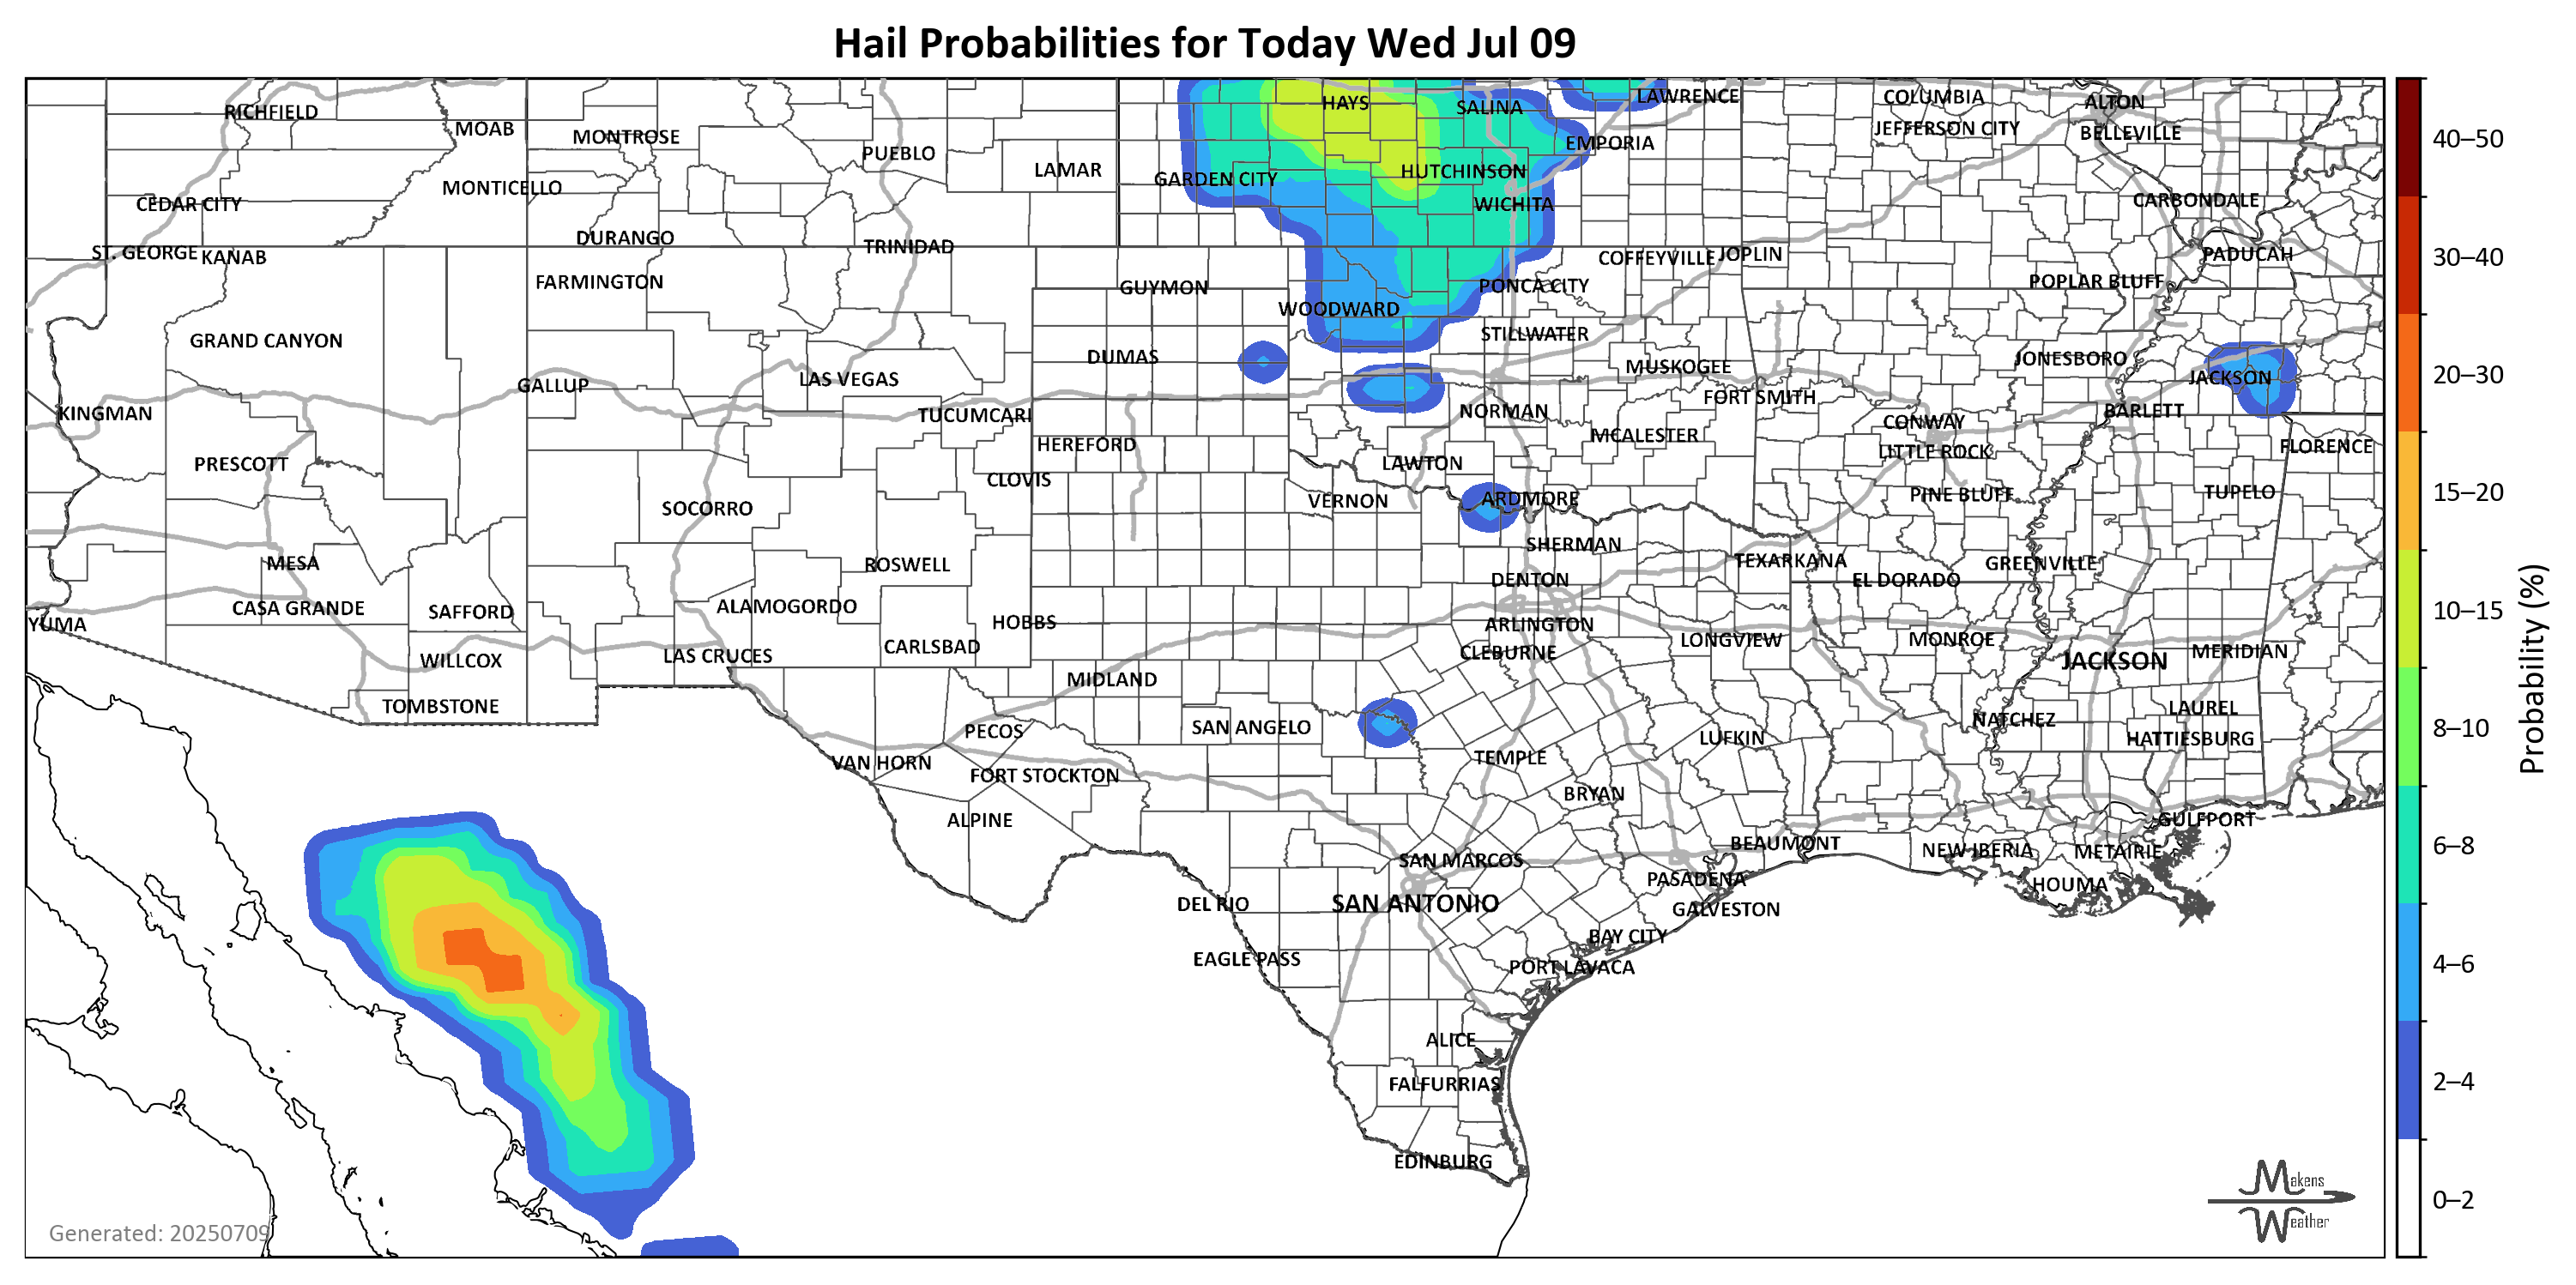 Hail Probabilities for Today Wed Jul 09
RICHFIELD
MOAB
MONTROSE
PUEBLO
LAMAR
HAYS
SALINA
LAWRENCE
COLUMBIA
ALTON
JEFFERSON CITY
BELLEVILLE
EMPORIA
HUTCHINSON
GARDEN CITY
MONTICELLO
CEDAR CITY
WICHITA
CARBONDALE
DURANGO
TRINIDAD
ST. GEORGE
KANAB
COFFEYVILLE
JOPLIN
PADUCAH
FARMINGTON
GUYMON
PONCA CITY
POPLAR BLUFF
WOODWARD
GRAND CANYON
STILLWATER
DUMAS
MUSKOGEE
JONESBORO
JACKSON
GALLUP
LAS VEGAS
FORT SMITH
KINGMAN
TUCUMCARI
NORMAN
BARLETT
CONWAY
HEREFORD
MCALESTER
LITTLE ROCK
FLORENCE
PRESCOTT
CLOVIS
LAWTON
SOCORRO
VERNON
ARDMORE
PINE BLUFF
TUPELO
SHERMAN
MESA
ROSWELL
TEXARKANA
GREENVILLE
DENTON
EL DORADO
CASA GRANDE
SAFFORD
ALAMOGORDO
HOBBS
YUMA
ARLINGTON
LONGVIEW
MONROE
CARLSBAD
CLEBURNE
MERIDIAN
WILLCOX
LAS CRUCES
JACKSON
MIDLAND
TOMBSTONE
LAUREL
NATCHEZ
SAN ANGELO
PECOS
LUFKIN
HATTIESBURG
VAN HORN
TEMPLE
FORT STOCKTON
BRYAN
ALPINE
GULFPORT
BEAUMONT
NEW IBERIA
METAIRIE
SAN MARCOS
PASADENA
HOUMA
DEL RIO
SAN ANTONIO
GALVESTON
BAY CITY
EAGLE PASS
PORT LAVACA
ALICE
FALFURRIAS
EDINBURG
Generated: 20250709
Makens
Weather
40–50
30–40
20–30
15–20
10–15
8–10
6–8
4–6
2–4
0–2
Probability (%)